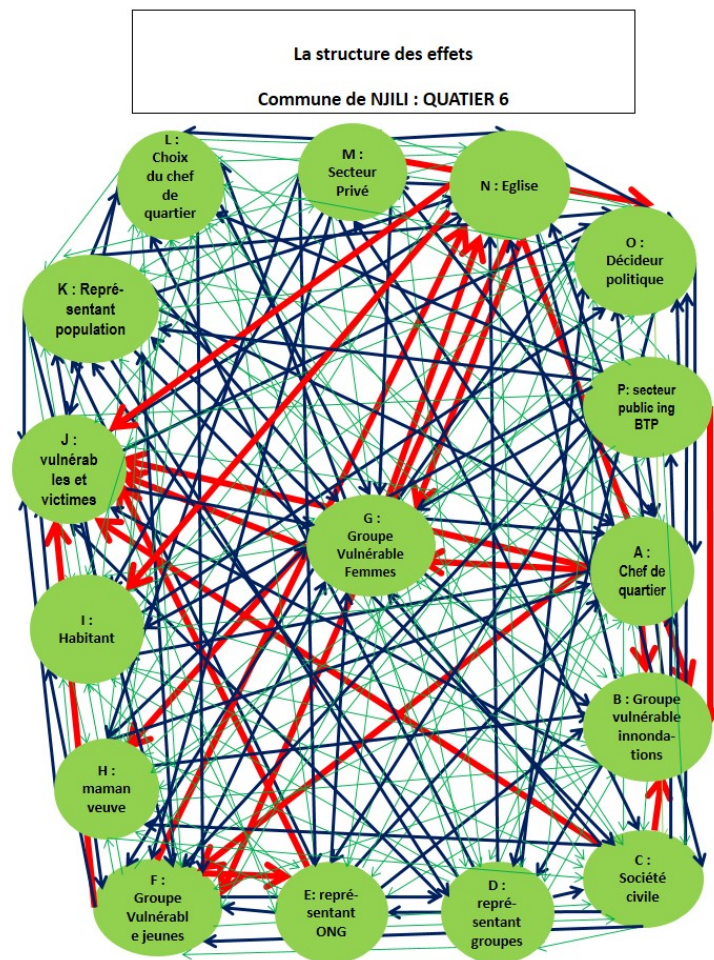 La structure des effets
Commune de NJILI : QUATIER 6
L :
Choix
du chef
de
quartier
M :
Secteur
Privé
N : Eglise
O :
Décideur
politique
K : Repré-
sentant
population
P: secteur
public ing
BTP
J :
vulnérab
les et
victimes
G :
Groupe
Vulnérable
Femmes
A :
Chef de
quartier
I :
Habitant
B : Groupe
vulnérable
innonda-
tions
H :
maman
veuve
C :
Société
civile
F :
Groupe
Vulnérabl
e jeunes
E: repré-
sentant
ONG
D :
repré-
sentant
groupes